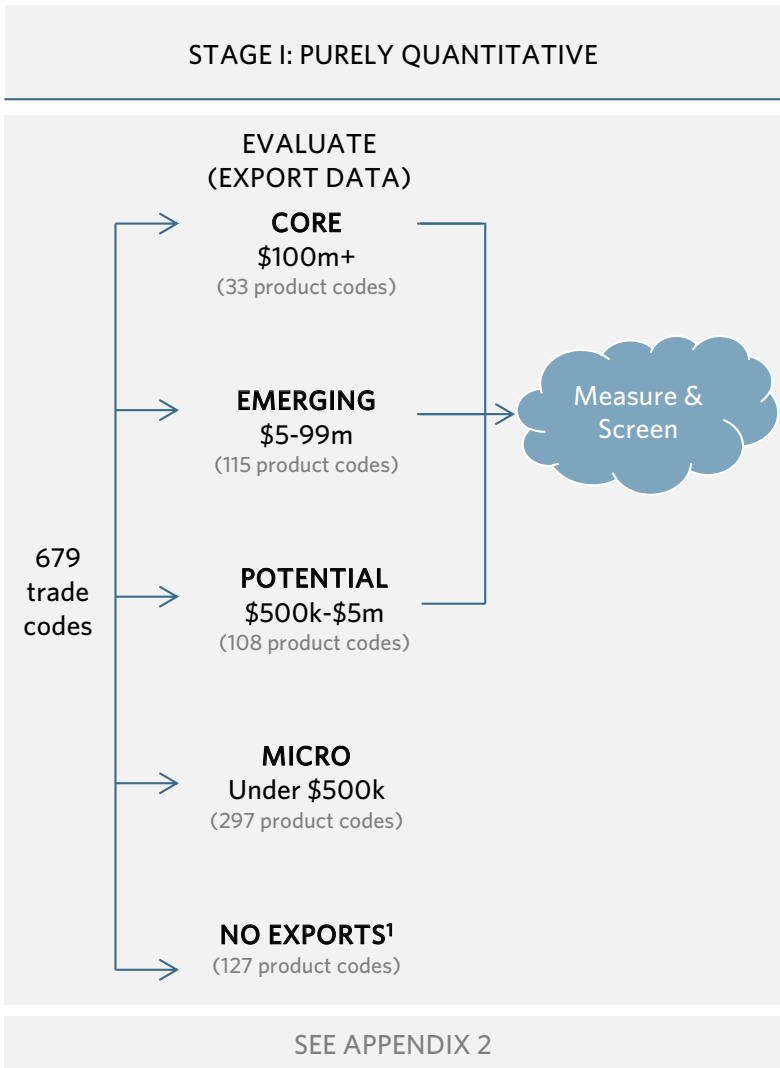 STAGE I: PURELY QUANTITATIVE
EVALUATE
(EXPORT DATA)
CORE
$100m+
(33 product codes)
EMERGING
$5-99m
(115 product codes)
Measure &
Screen
679
trade
codes
POTENTIAL
$500k-$5m
(108 product codes)
MICRO
Under $500k
(297 product codes)
NO EXPORTS¹
(127 product codes)
SEE APPENDIX 2